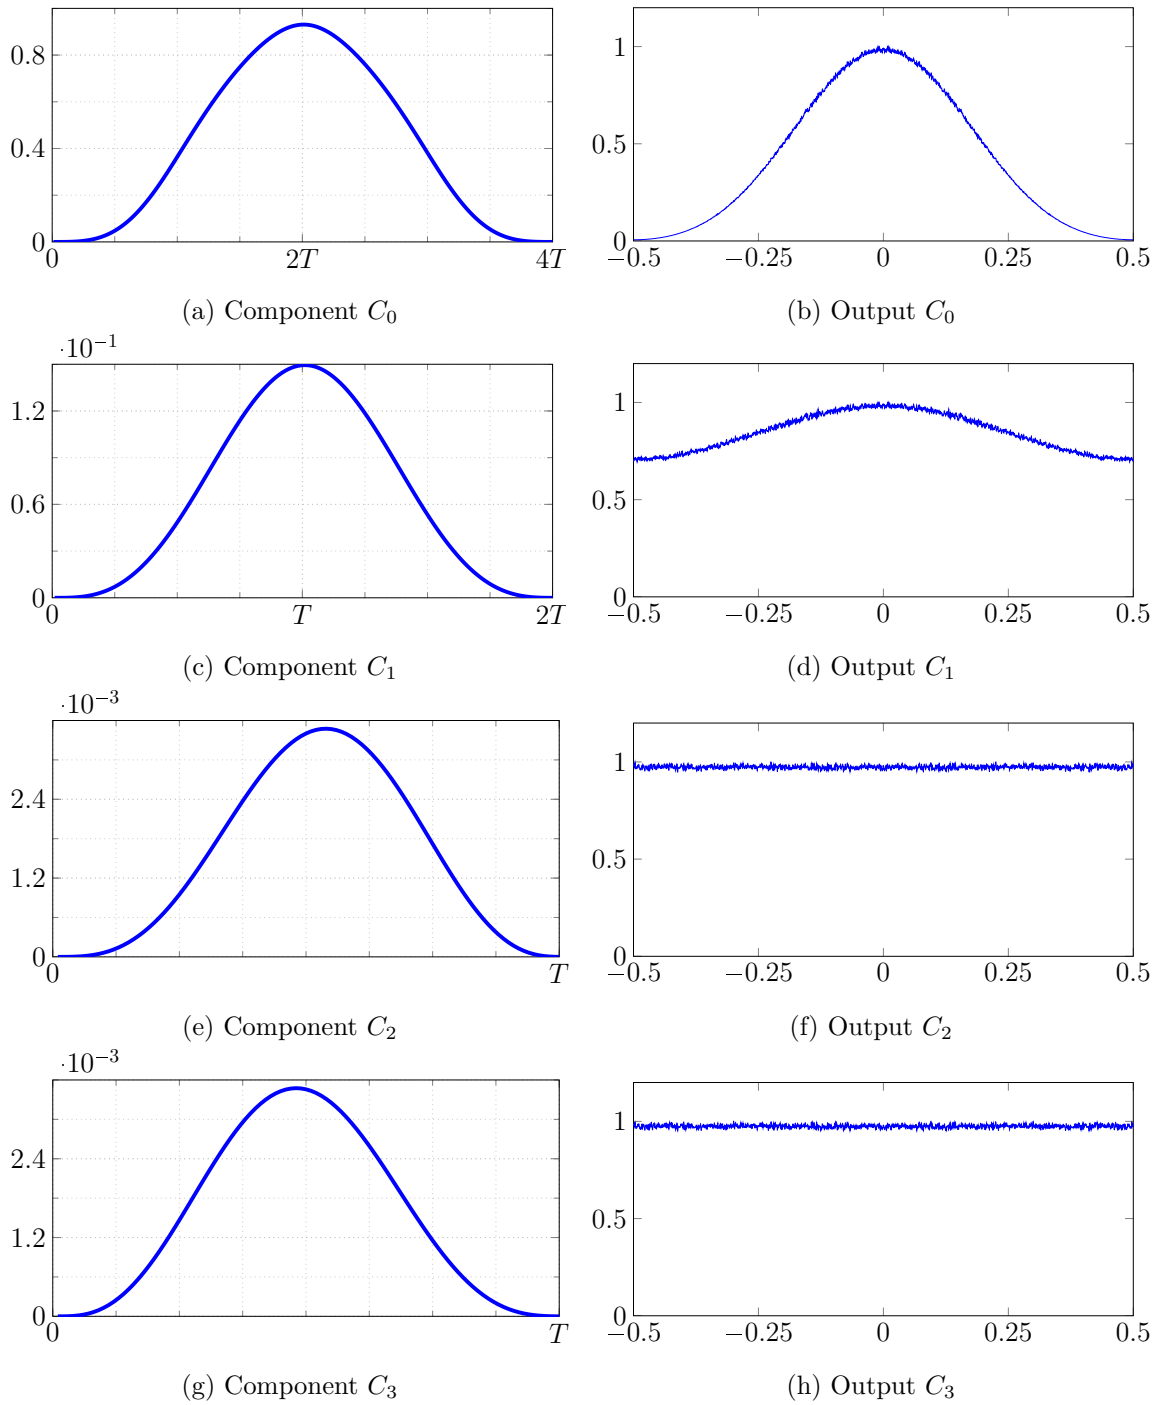 0.8
0.4
0
0 2T 4T
(a) Component C₀
1
0.5
0
−0.5 −0.25 0 0.25 0.5
(b) Output C₀
·10⁻¹
1.2
0.6
0
0 T 2T
(c) Component C₁
1
0.5
0
−0.5 −0.25 0 0.25 0.5
(d) Output C₁
·10⁻³
2.4
1.2
0
0 T
(e) Component C₂
1
0.5
0
−0.5 −0.25 0 0.25 0.5
(f) Output C₂
·10⁻³
2.4
1.2
0
0 T
(g) Component C₃
1
0.5
0
−0.5 −0.25 0 0.25 0.5
(h) Output C₃